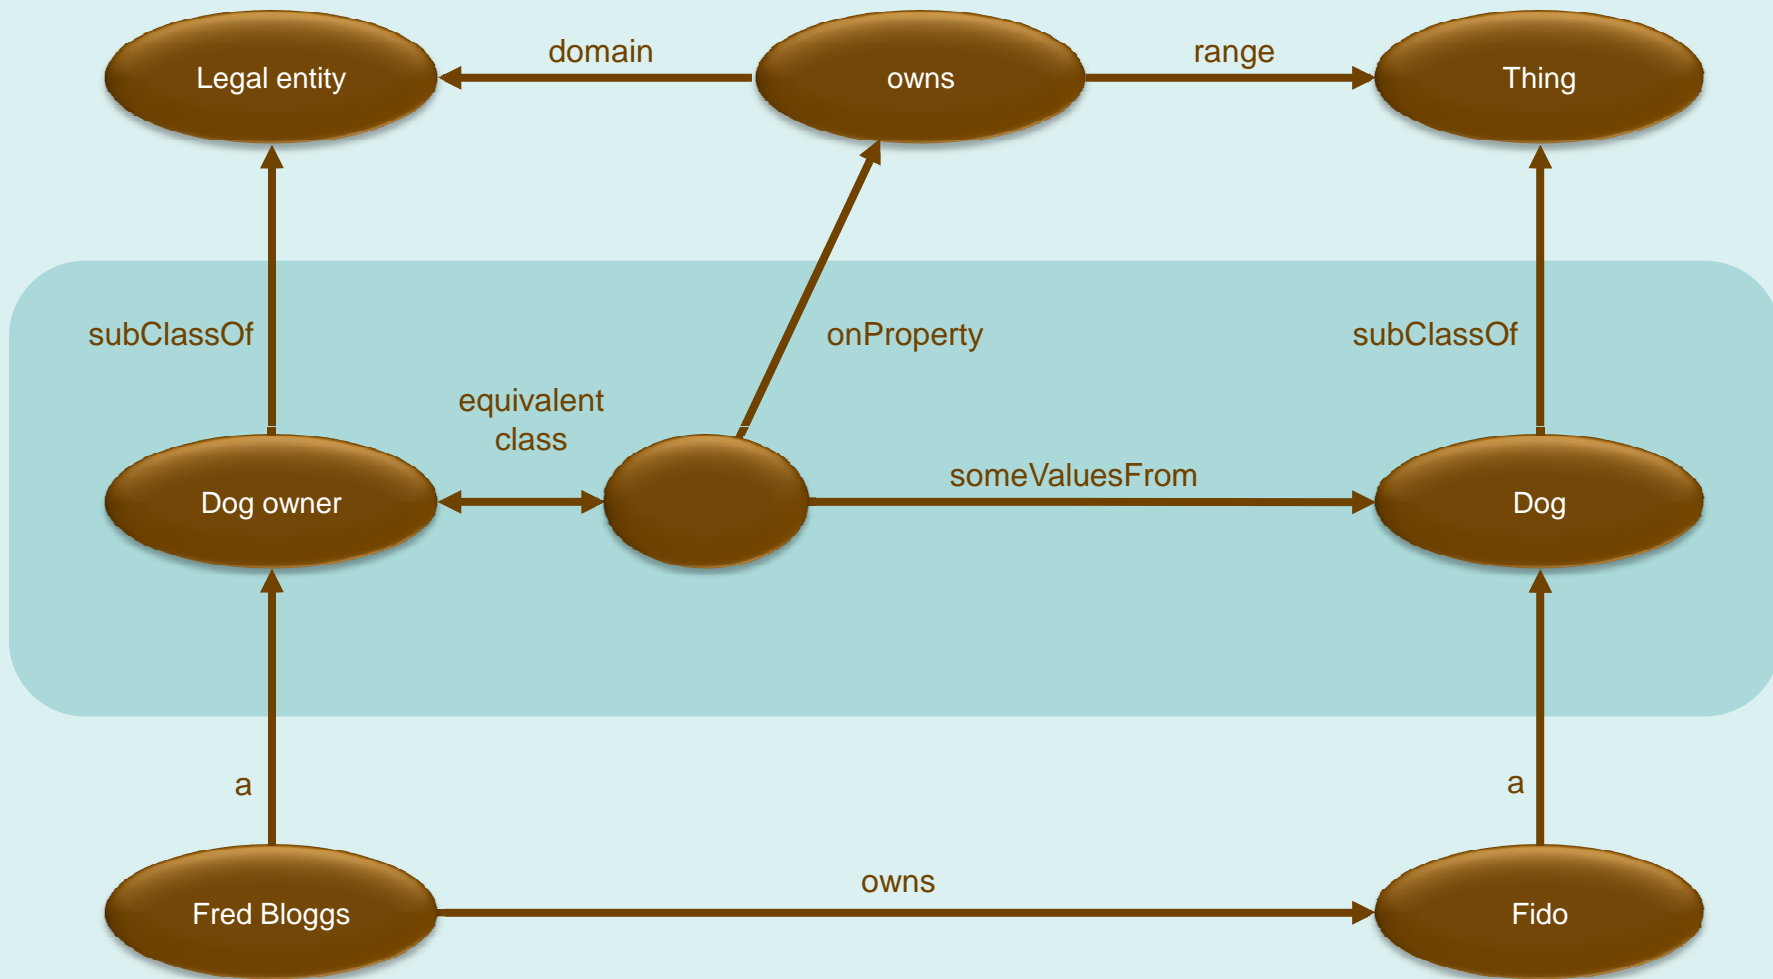 Legal entity
domain
owns
range
Thing
subClassOf
onProperty
subClassOf
equivalent
class
Dog owner
someValuesFrom
Dog
a
a
Fred Bloggs
owns
Fido